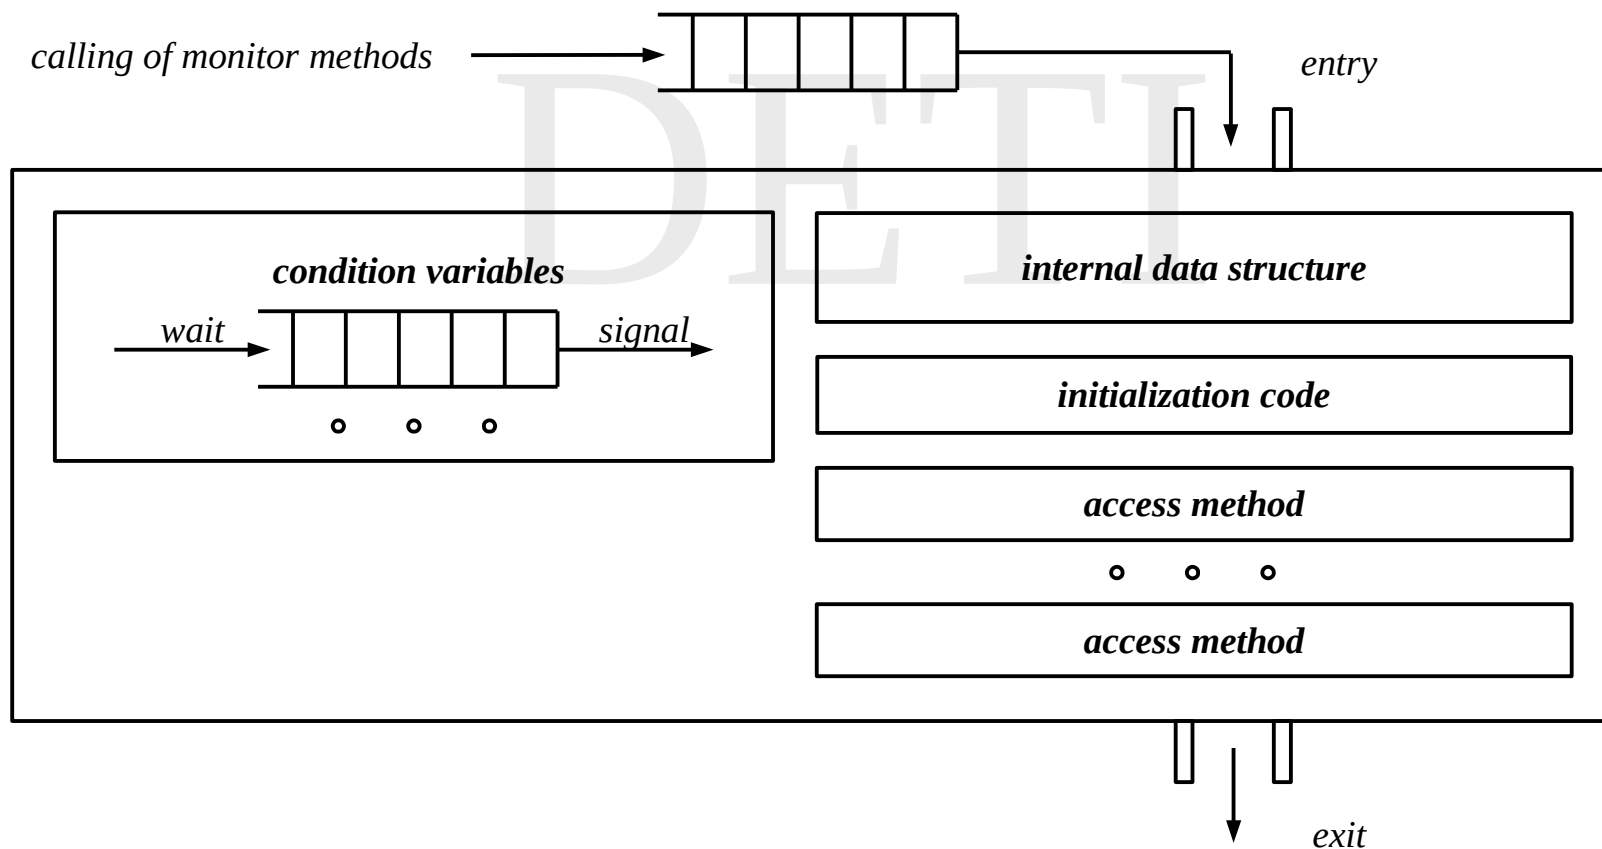 calling of monitor methods
entry
DETI
condition variables
wait
signal
internal data structure
initialization code
access method
access method
exit